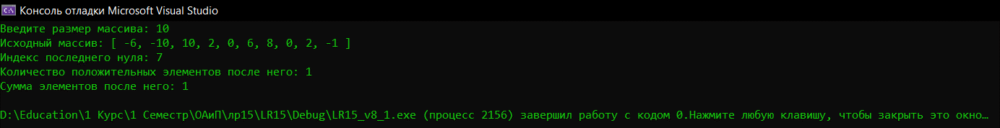 Консоль отладки Microsoft Visual Studio
Введите размер массива: 10
Исходный массив: [ -6, -10, 10, 2, 0, 6, 8, 0, 2, -1 ]
Индекс последнего нуля: 7
Количество положительных элементов после него: 1
Сумма элементов после него: 1
D:\Education\1 Курс\1 Семестр\ОАиП\лр15\LR15\Debug\LR15_v8_1.exe (процесс 2156) завершил работу с кодом 0.Нажмите любую клавишу, чтобы закрыть это окно…